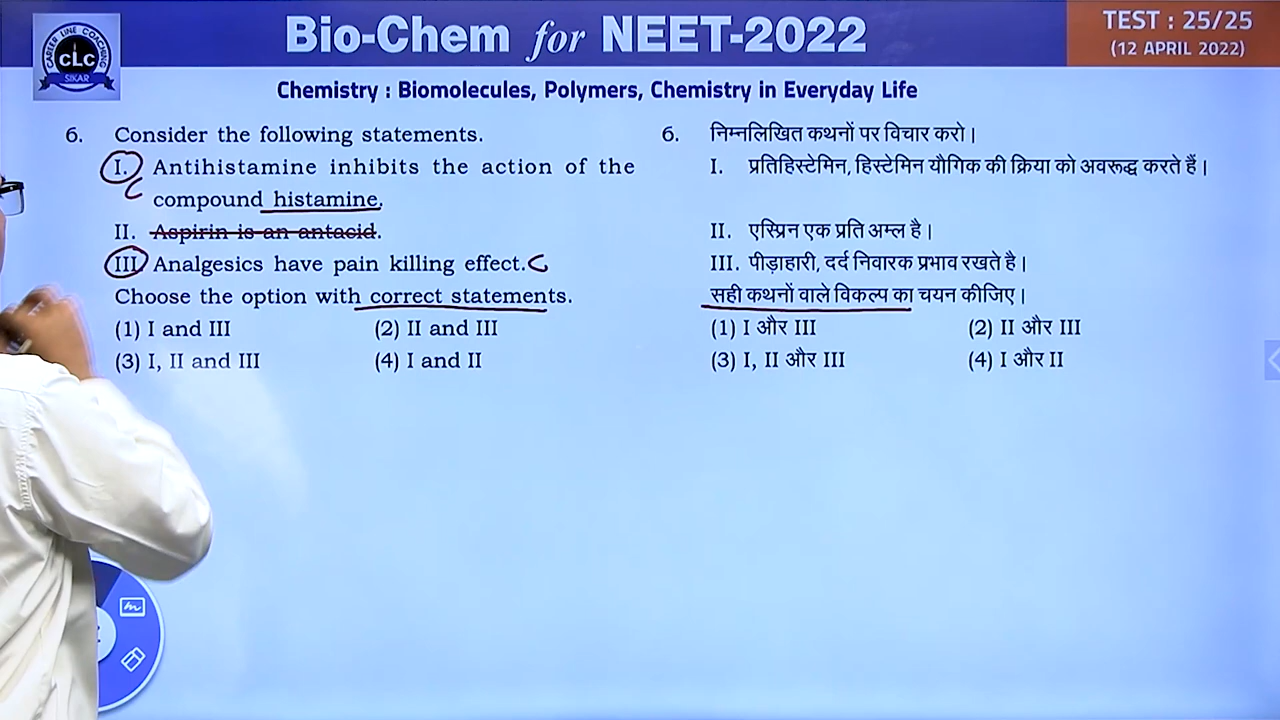 CAREER LINE COACHING
CLC
SIKAR
Bio-Chem for NEET-2022
TEST : 25/25
(12 APRIL 2022)
Chemistry : Biomolecules, Polymers, Chemistry in Everyday Life
6. Consider the following statements.
I. Antihistamine inhibits the action of the
compound histamine.
II. Aspirin is an antacid.
III. Analgesics have pain killing effect.
Choose the option with correct statements.
(1) I and III (2) II and III
(3) I, II and III (4) I and II
6. निम्नलिखित कथनों पर विचार करो।
I. प्रतिहिस्टेमिन, हिस्टेमिन यौगिक की क्रिया को अवरूद्ध करते हैं।
II. एस्प्रिन एक प्रति अम्ल है।
III. पीड़ाहारी, दर्द निवारक प्रभाव रखते है।
सही कथनों वाले विकल्प का चयन कीजिए।
(1) I और III (2) II और III
(3) I, II और III (4) I और II